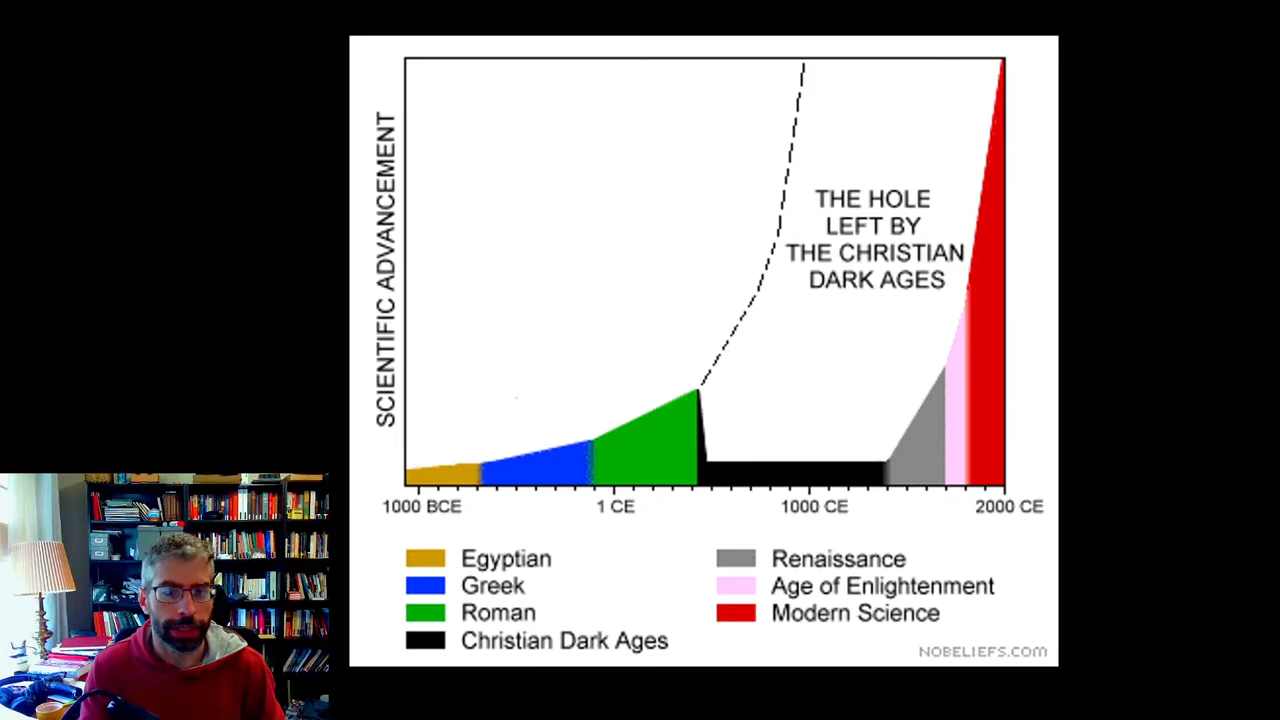 SCIENTIFIC ADVANCEMENT
THE HOLE
LEFT BY
THE CHRISTIAN
DARK AGES
1000 BCE
1 CE
1000 CE
2000 CE
Egyptian
Greek
Roman
Christian Dark Ages
Renaissance
Age of Enlightenment
Modern Science
NOBELIEFS.COM